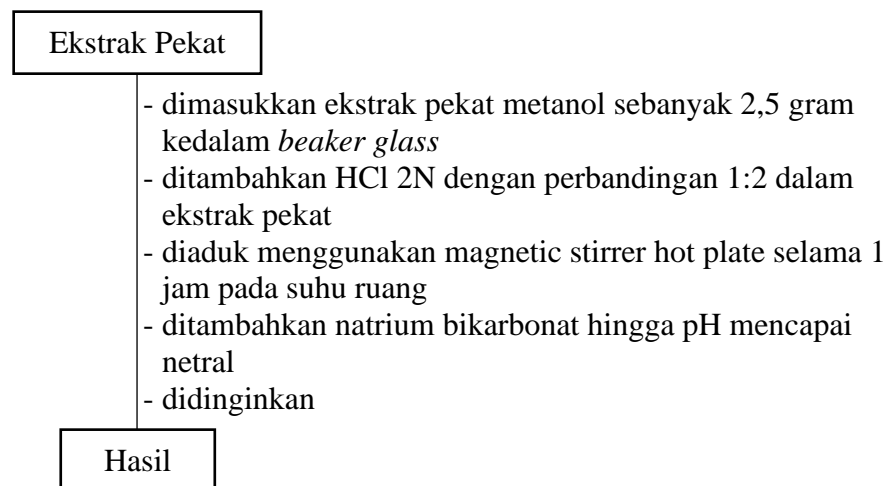 Ekstrak Pekat
- dimasukkan ekstrak pekat metanol sebanyak 2,5 gram
kedalam beaker glass
- ditambahkan HCl 2N dengan perbandingan 1:2 dalam
ekstrak pekat
- diaduk menggunakan magnetic stirrer hot plate selama 1
jam pada suhu ruang
- ditambahkan natrium bikarbonat hingga pH mencapai
netral
- didinginkan
Hasil